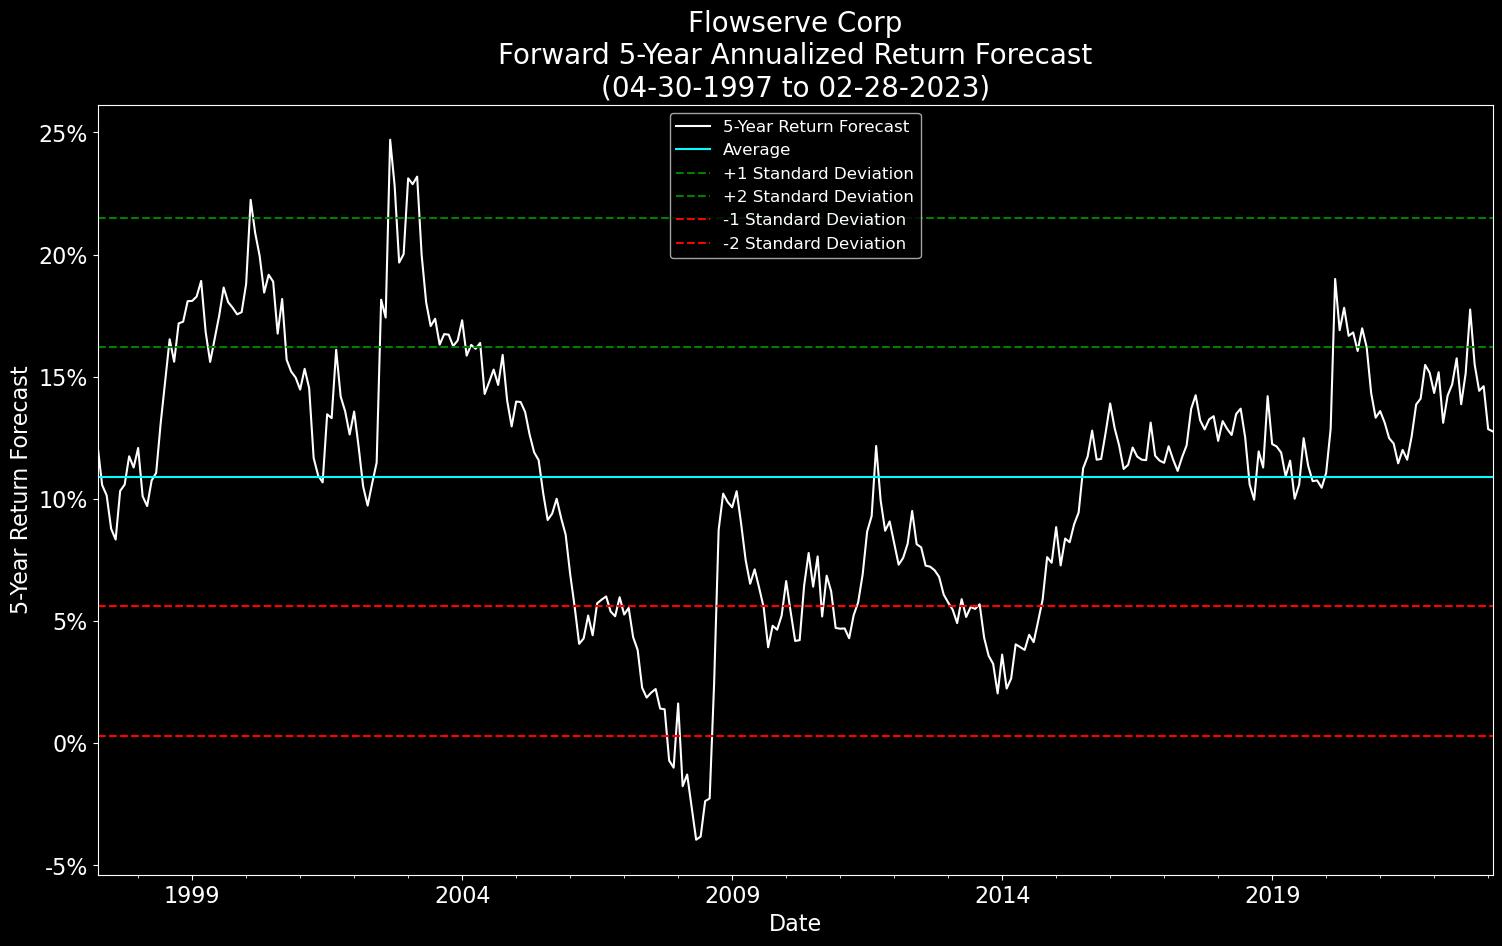 Flowserve Corp
Forward 5-Year Annualized Return Forecast
(04-30-1997 to 02-28-2023)
5-Year Return Forecast
Average
+1 Standard Deviation
+2 Standard Deviation
-1 Standard Deviation
-2 Standard Deviation
25%
20%
15%
10%
5%
0%
-5%
5-Year Return Forecast
1999 2004 2009 2014 2019
Date